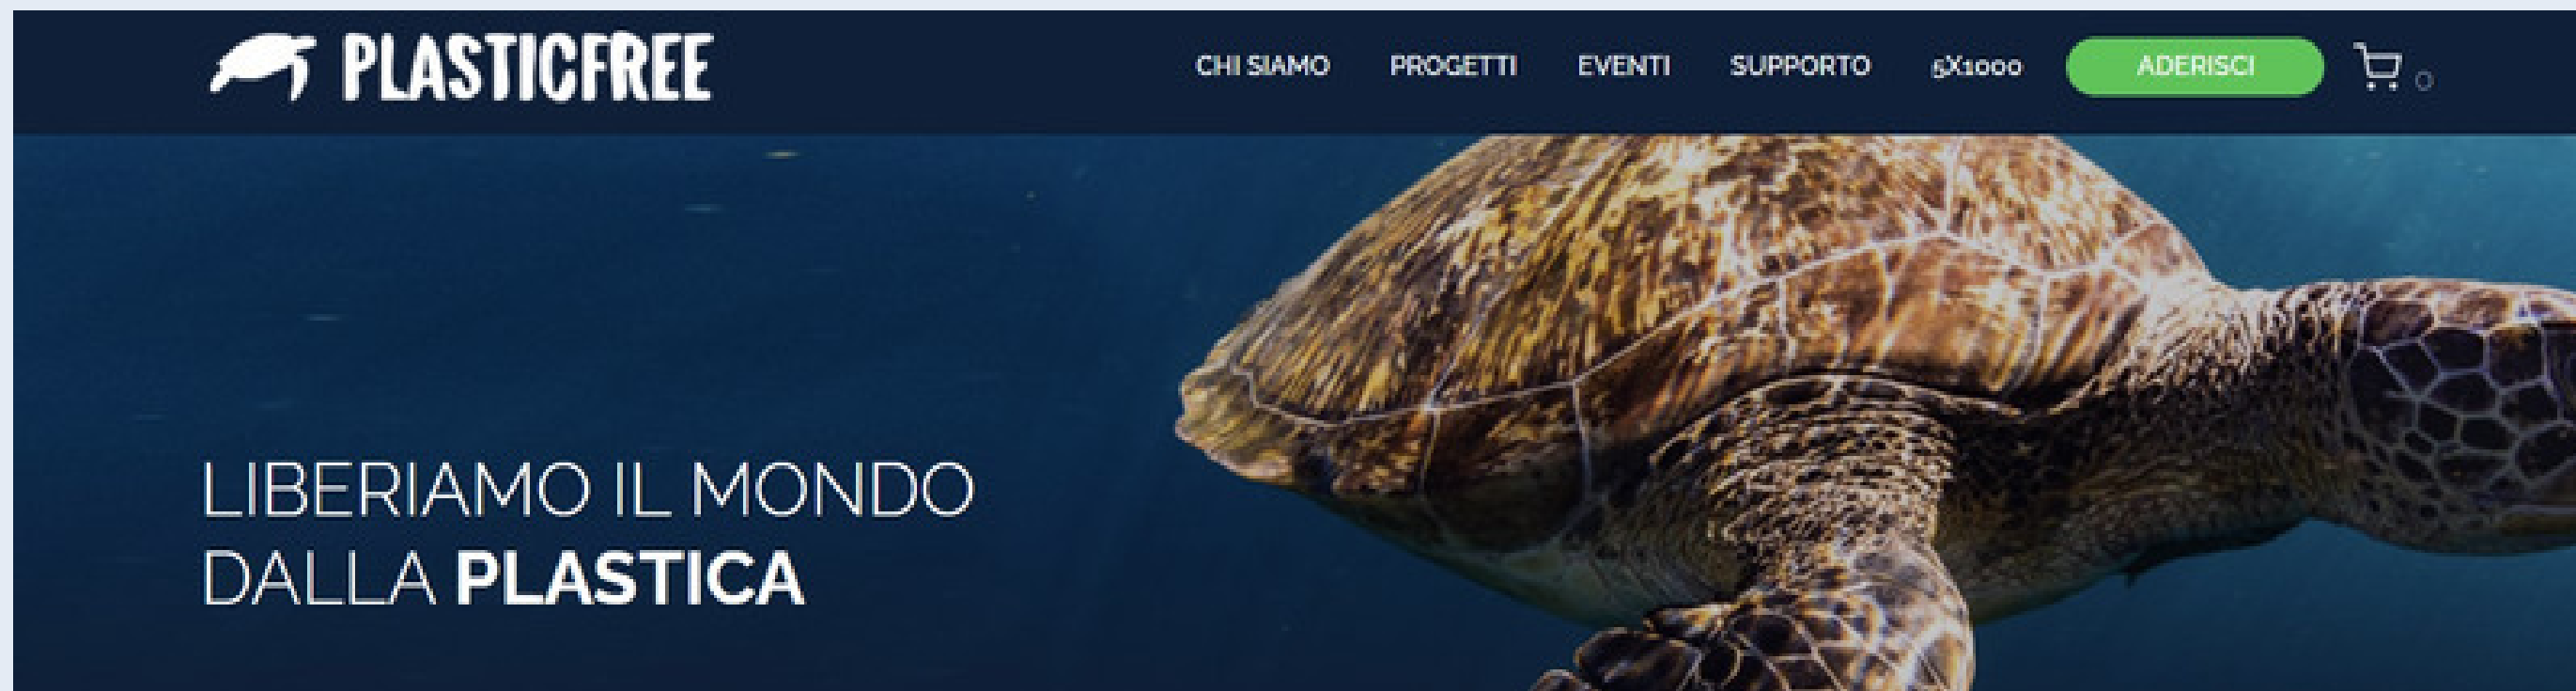 PLASTICFREE
CHI SIAMO PROGETTI EVENTI SUPPORTO 5X1000 ADERISCI 0
LIBERIAMO IL MONDO
DALLA PLASTICA